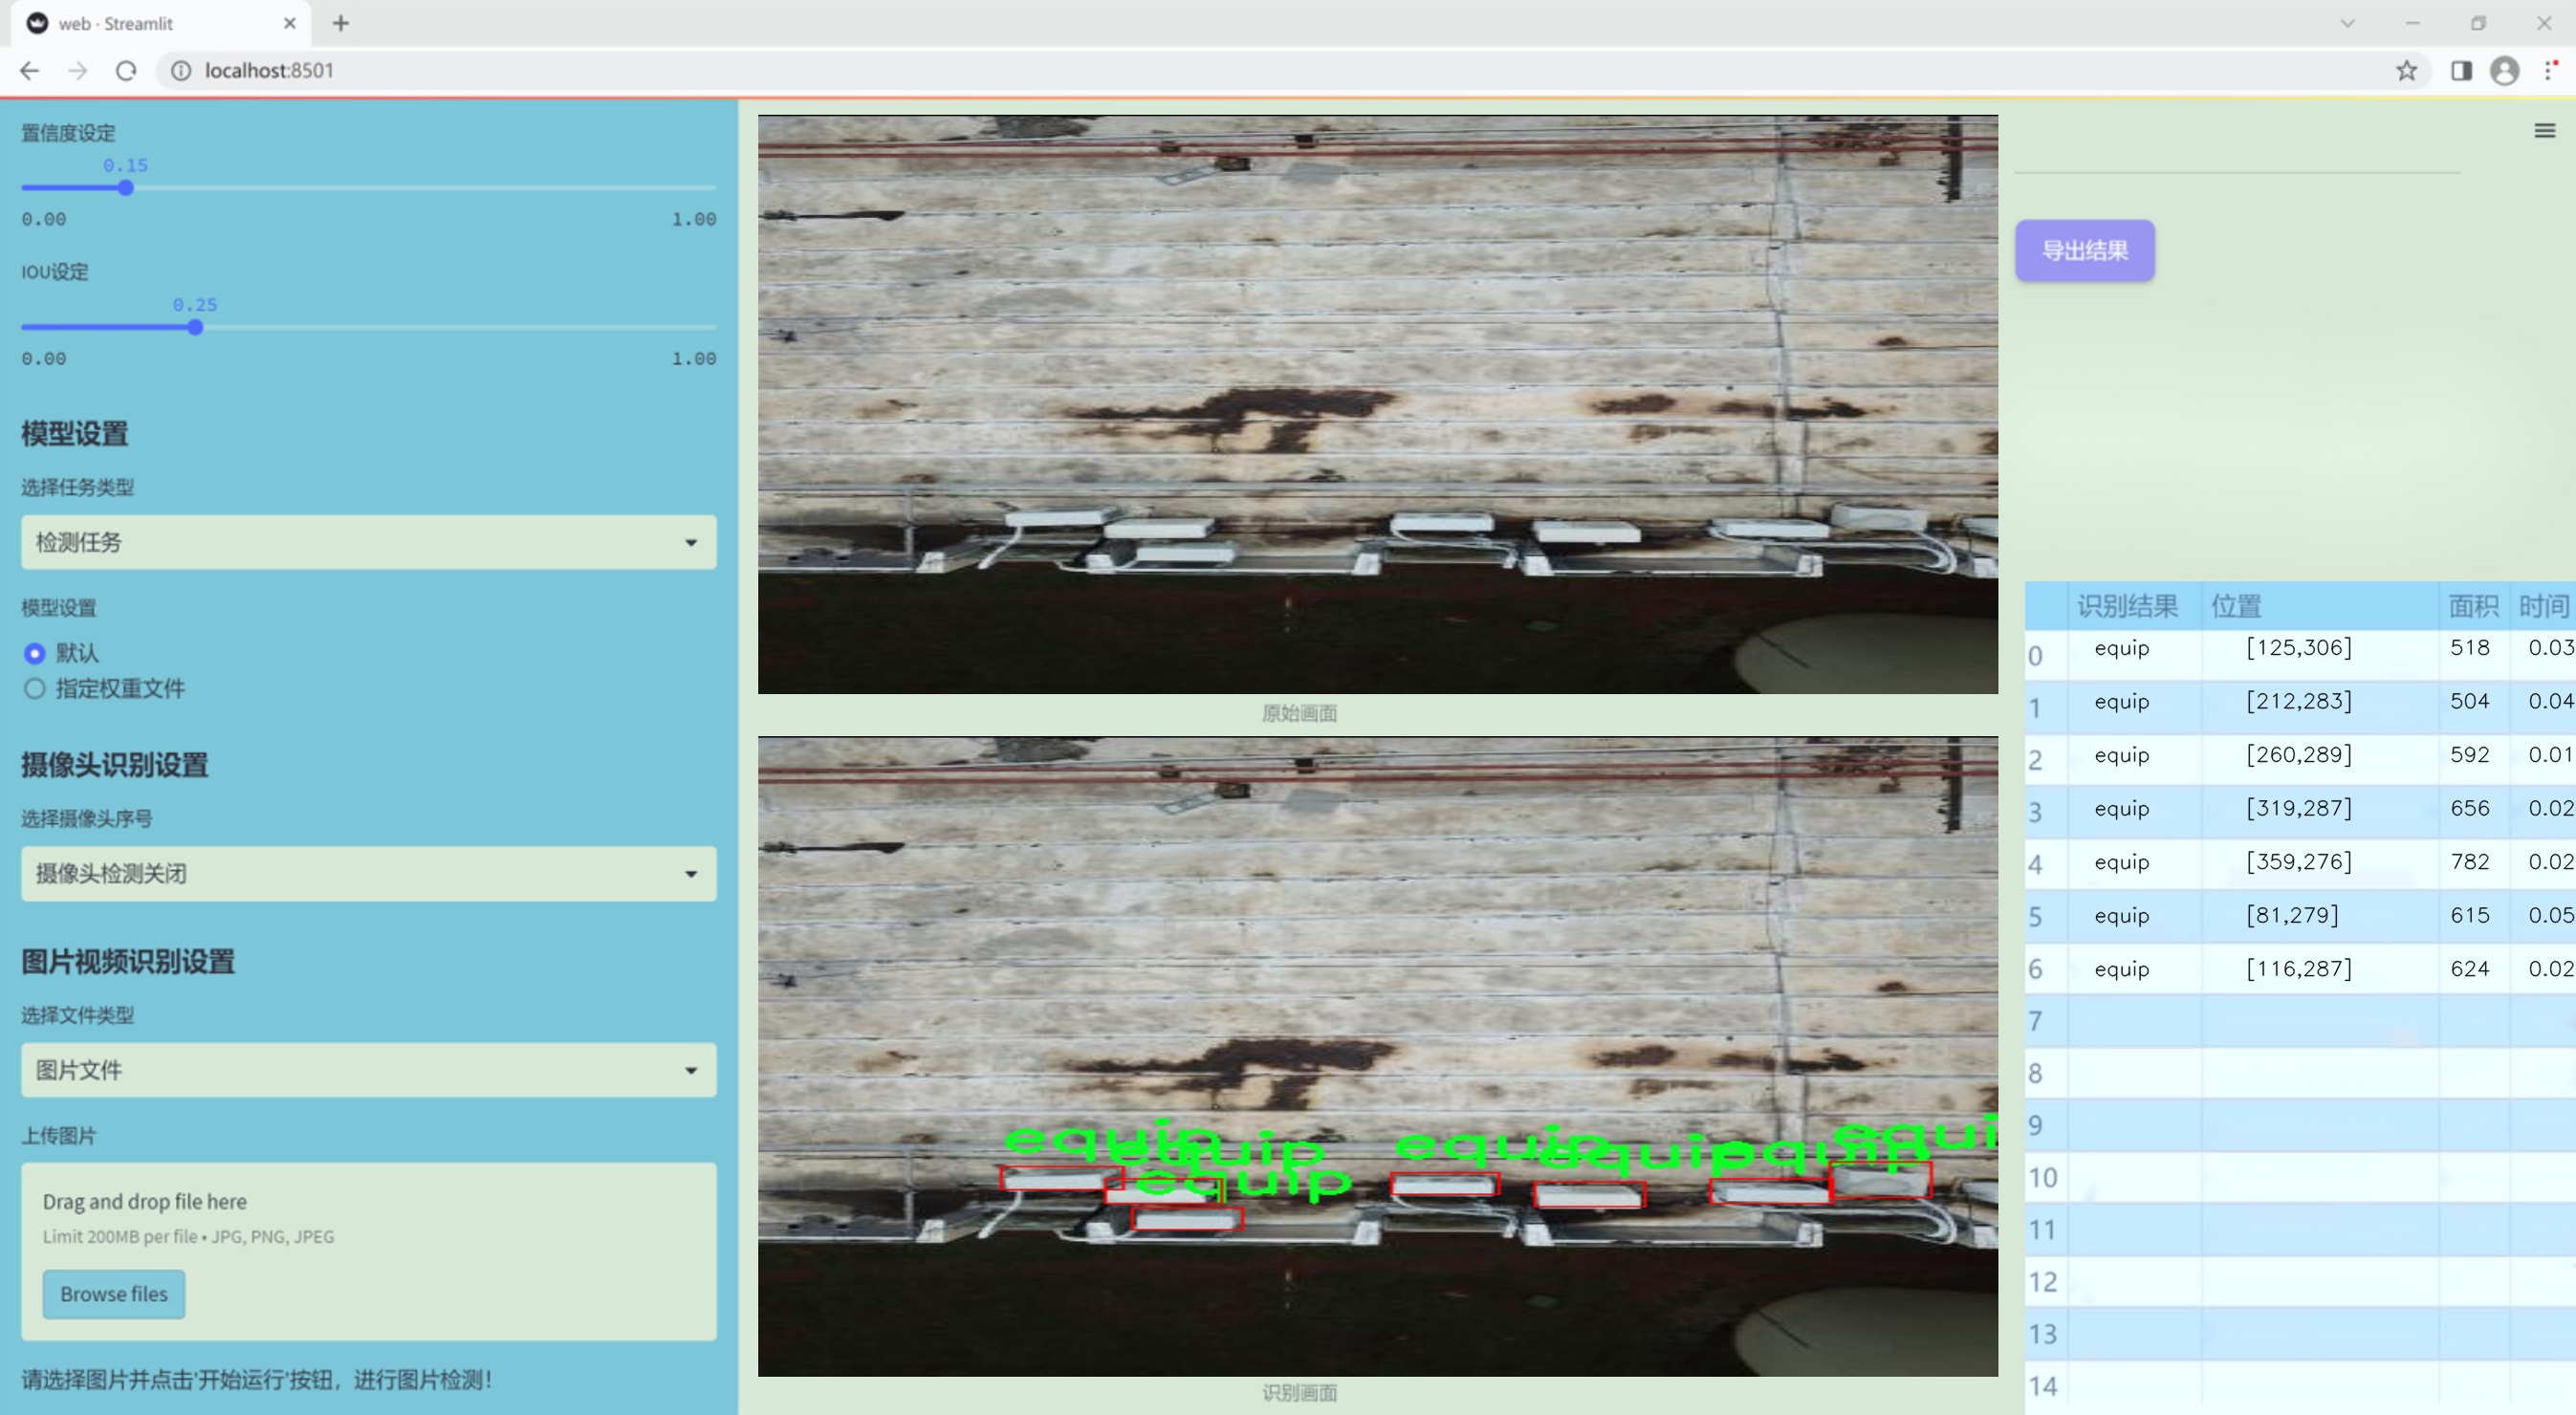 web · Streamlit
localhost:8501
置信度设定
0.15
0.00 1.00
IOU设定
0.25
0.00 1.00
模型设置
选择任务类型
检测任务
模型设置
默认
指定权重文件
摄像头识别设置
选择摄像头序号
摄像头检测关闭
图片视频识别设置
选择文件类型
图片文件
上传图片
Drag and drop file here
Limit 200MB per file • JPG, PNG, JPEG
Browse files
请选择图片并点击'开始运行'按钮，进行图片检测！
原始画面
equip
equip
equip
equip
equip
equip
equi
识别画面
导出结果
识别结果 位置 面积 时间
0 equip [125,306] 518 0.03
1 equip [212,283] 504 0.04
2 equip [260,289] 592 0.01
3 equip [319,287] 656 0.02
4 equip [359,276] 782 0.02
5 equip [81,279] 615 0.05
6 equip [116,287] 624 0.02
7
8
9
10
11
12
13
14